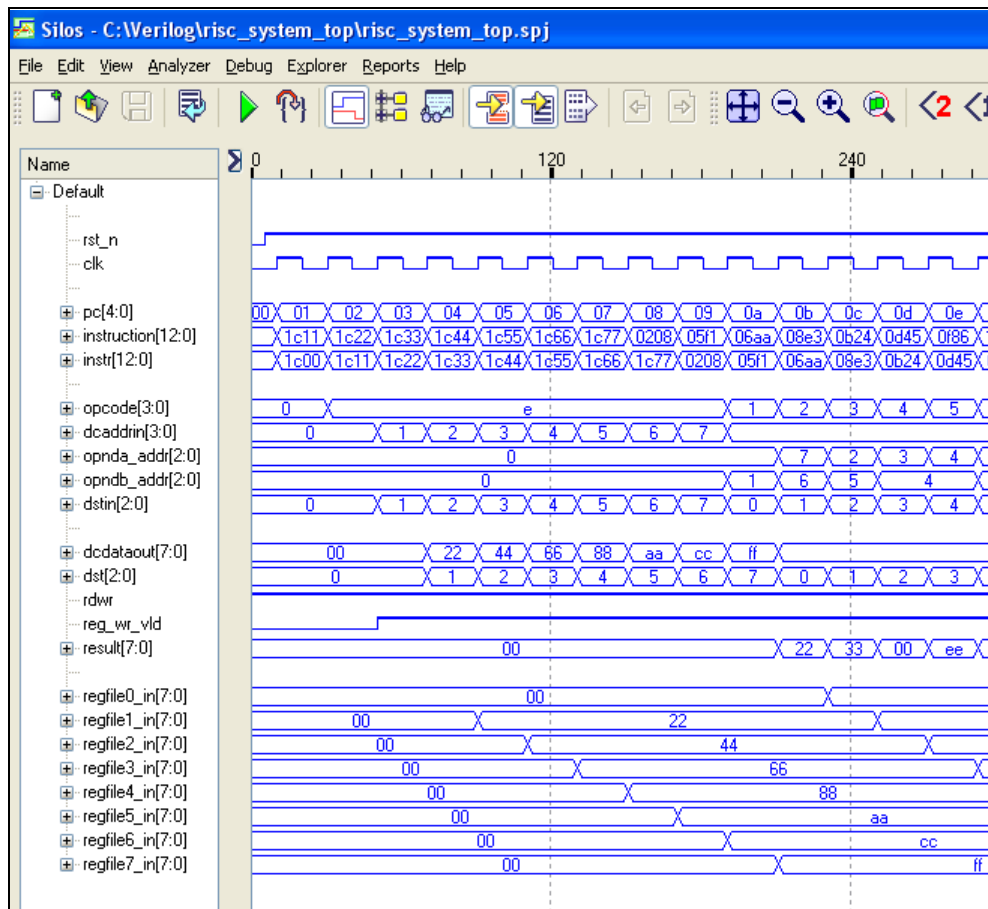 Silos - C:\Verilog\risc_system_top\risc_system_top.spj
File Edit View Analyzer Debug Explorer Reports Help
2 1
Name 0 120 240
Default
rst_n
clk
pc[4:0] 00 01 02 03 04 05 06 07 08 09 0a 0b 0c 0d 0e
instruction[12:0] 1c11 1c22 1c33 1c44 1c55 1c66 1c77 0208 05f1 06aa 08e3 0b24 0d45 0f86
instr[12:0] 1c00 1c11 1c22 1c33 1c44 1c55 1c66 1c77 0208 05f1 06aa 08e3 0b24 0d45
opcode[3:0] 0 e 1 2 3 4 5
dcaddrin[3:0] 0 1 2 3 4 5 6 7
opnda_addr[2:0] 0 7 2 3 4
opndb_addr[2:0] 0 1 6 5 4
dstin[2:0] 0 1 2 3 4 5 6 7 0 1 2 3 4
dcdataout[7:0] 00 22 44 66 88 aa cc ff
dst[2:0] 0 1 2 3 4 5 6 7 0 1 2 3
rdwr
reg_wr_vld
result[7:0] 00 22 33 00 ee
regfile0_in[7:0] 00
regfile1_in[7:0] 00 22
regfile2_in[7:0] 00 44
regfile3_in[7:0] 00 66
regfile4_in[7:0] 00 88
regfile5_in[7:0] 00 aa
regfile6_in[7:0] 00 cc
regfile7_in[7:0] 00 ff